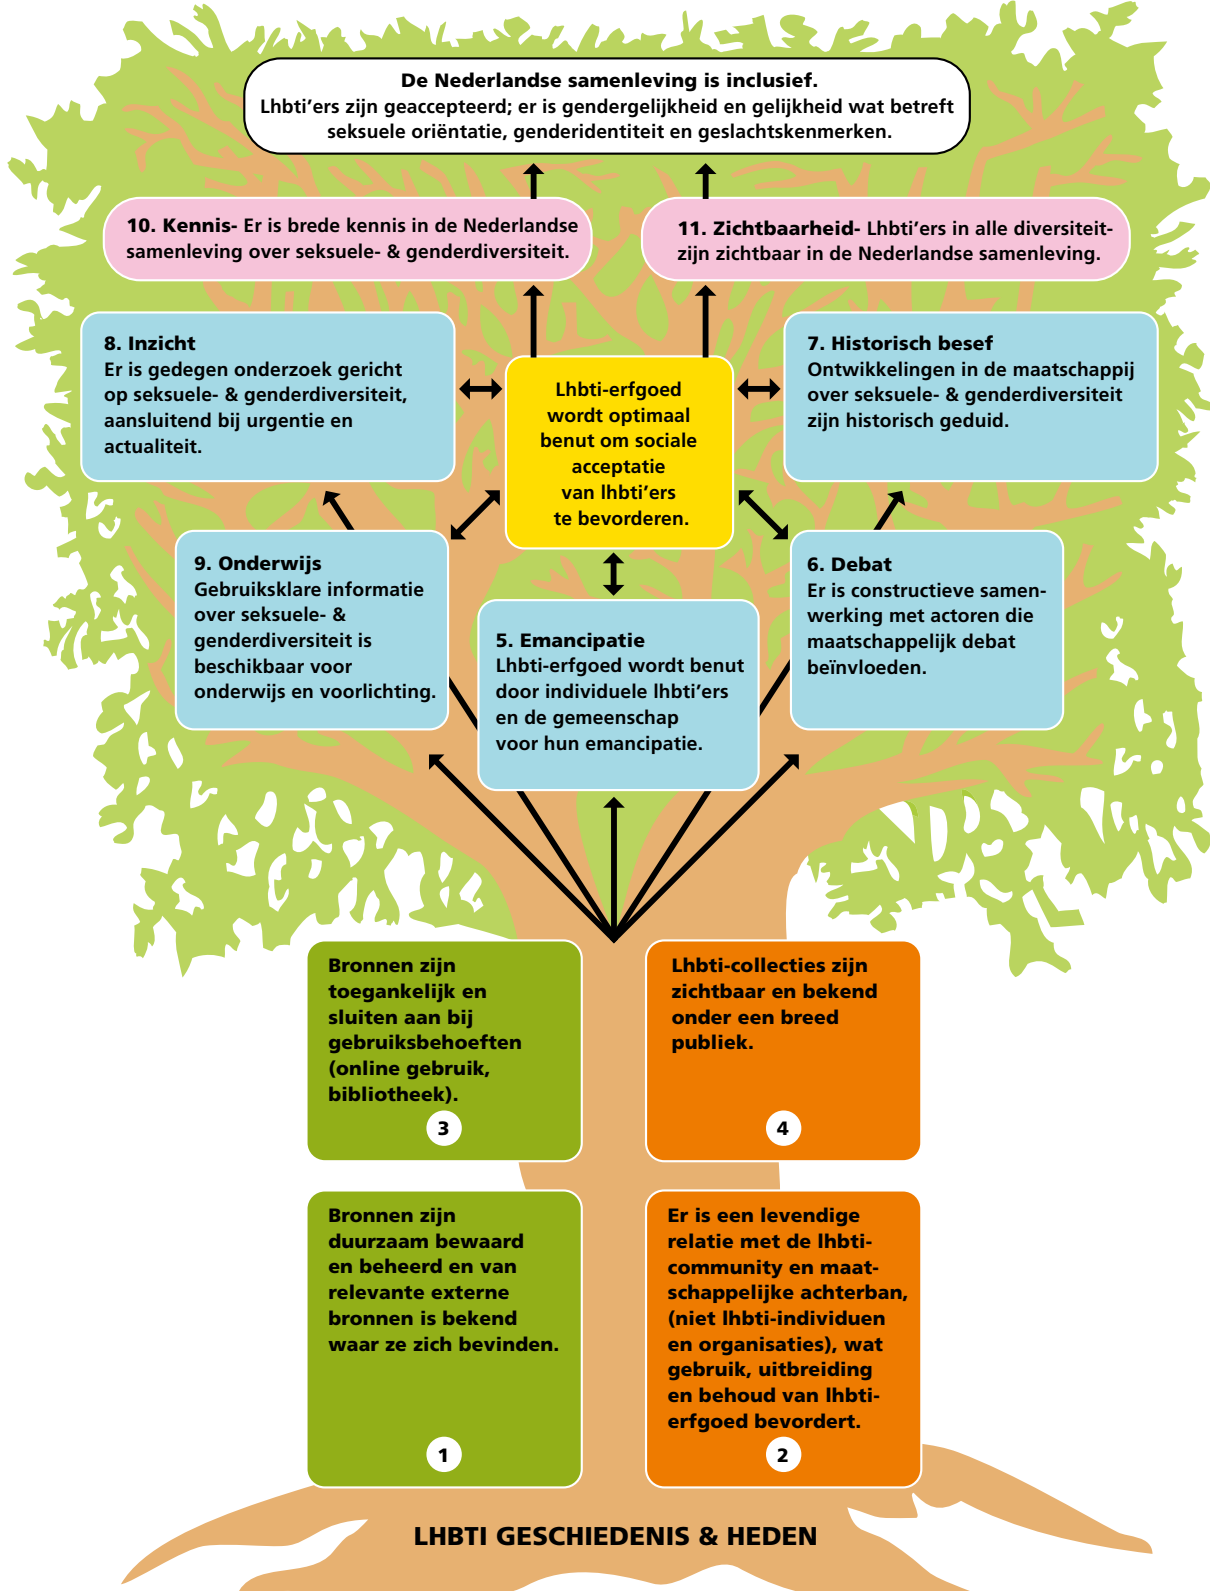 De Nederlandse samenleving is inclusief.
Lhbti'ers zijn geaccepteerd; er is gendergelijkheid en gelijkheid wat betreft
seksuele oriëntatie, genderidentiteit en geslachtskenmerken.
10. Kennis- Er is brede kennis in de Nederlandse
samenleving over seksuele- & genderdiversiteit.
11. Zichtbaarheid- Lhbti'ers in alle diversiteit-
zijn zichtbaar in de Nederlandse samenleving.
8. Inzicht
Er is gedegen onderzoek gericht
op seksuele- & genderdiversiteit,
aansluitend bij urgentie en
actualiteit.
Lhbti-erfgoed
wordt optimaal
benut om sociale
acceptatie
van lhbti'ers
te bevorderen.
7. Historisch besef
Ontwikkelingen in de maatschappij
over seksuele- & genderdiversiteit
zijn historisch geduid.
9. Onderwijs
Gebruiksklare informatie
over seksuele- &
genderdiversiteit is
beschikbaar voor
onderwijs en voorlichting.
5. Emancipatie
Lhbti-erfgoed wordt benut
door individuele lhbti'ers
en de gemeenschap
voor hun emancipatie.
6. Debat
Er is constructieve samen-
werking met actoren die
maatschappelijk debat
beïnvloeden.
Bronnen zijn
toegankelijk en
sluiten aan bij
gebruiksbehoeften
(online gebruik,
bibliotheek).
3
Lhbti-collecties zijn
zichtbaar en bekend
onder een breed
publiek.
4
Bronnen zijn
duurzaam bewaard
en beheerd en van
relevante externe
bronnen is bekend
waar ze zich bevinden.
1
Er is een levendige
relatie met de lhbti-
community en maat-
schappelijke achterban,
(niet lhbti-individuen
en organisaties), wat
gebruik, uitbreiding
en behoud van lhbti-
erfgoed bevordert.
2
LHBTI GESCHIEDENIS & HEDEN